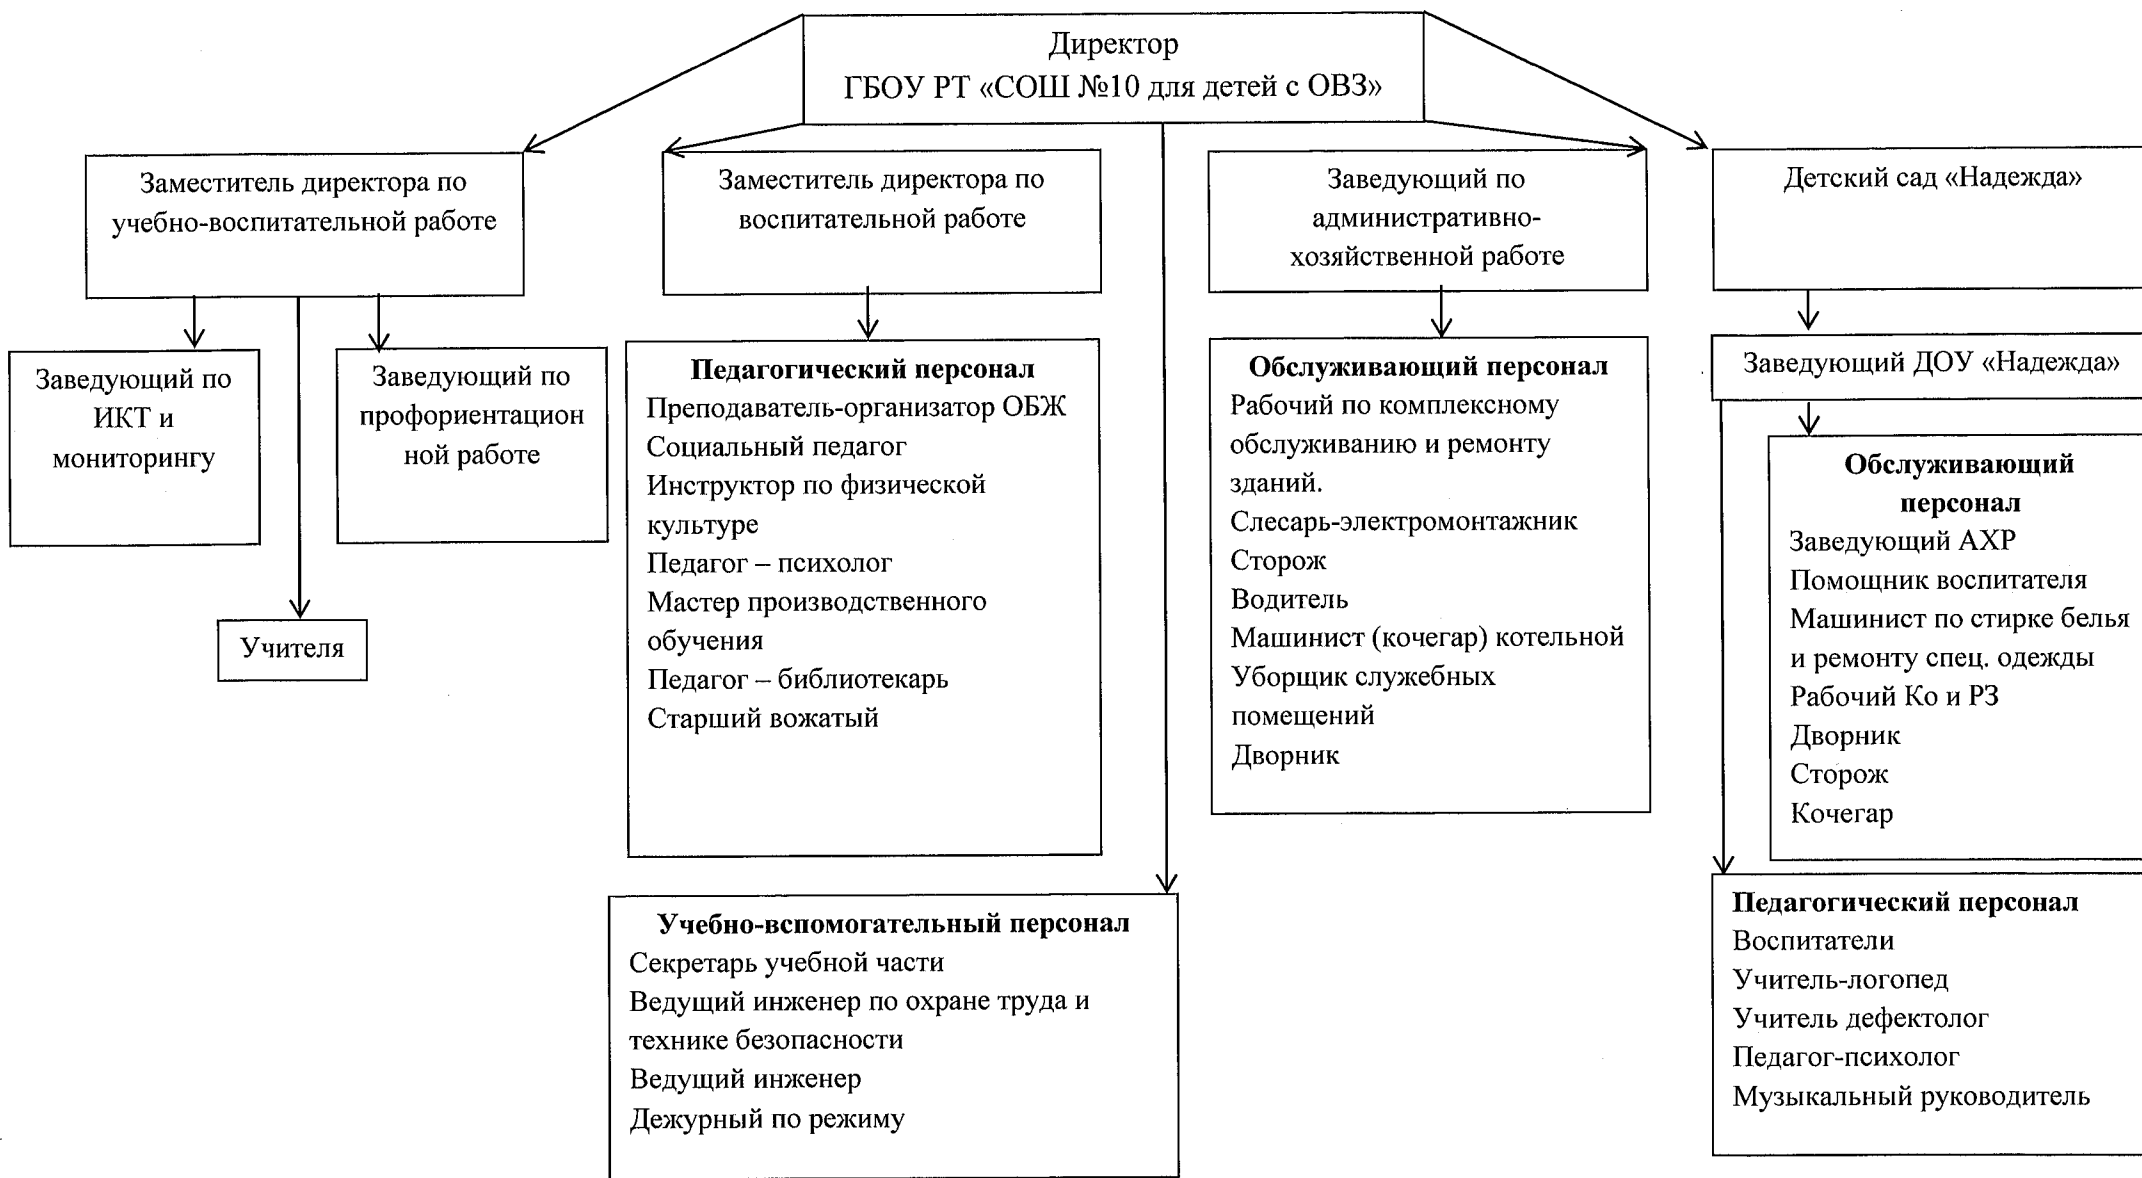 Директор
ГБОУ РТ «СОШ №10 для детей с ОВЗ»
Заместитель директора по
учебно-воспитательной работе
Заместитель директора по
воспитательной работе
Заведующий по
административно-
хозяйственной работе
Детский сад «Надежда»
Заведующий по
ИКТ и
мониторингу
Заведующий по
профориентацион
ной работе
Учителя
Педагогический персонал
Преподаватель-организатор ОБЖ
Социальный педагог
Инструктор по физической
культуре
Педагог – психолог
Мастер производственного
обучения
Педагог – библиотекарь
Старший вожатый
Обслуживающий персонал
Рабочий по комплексному
обслуживанию и ремонту
зданий.
Слесарь-электромонтажник
Сторож
Водитель
Машинист (кочегар) котельной
Уборщик служебных
помещений
Дворник
Заведующий ДОУ «Надежда»
Обслуживающий
персонал
Заведующий АХР
Помощник воспитателя
Машинист по стирке белья
и ремонту спец. одежды
Рабочий Ко и РЗ
Дворник
Сторож
Кочегар
Учебно-вспомогательный персонал
Секретарь учебной части
Ведущий инженер по охране труда и
технике безопасности
Ведущий инженер
Дежурный по режиму
Педагогический персонал
Воспитатели
Учитель-логопед
Учитель дефектолог
Педагог-психолог
Музыкальный руководитель